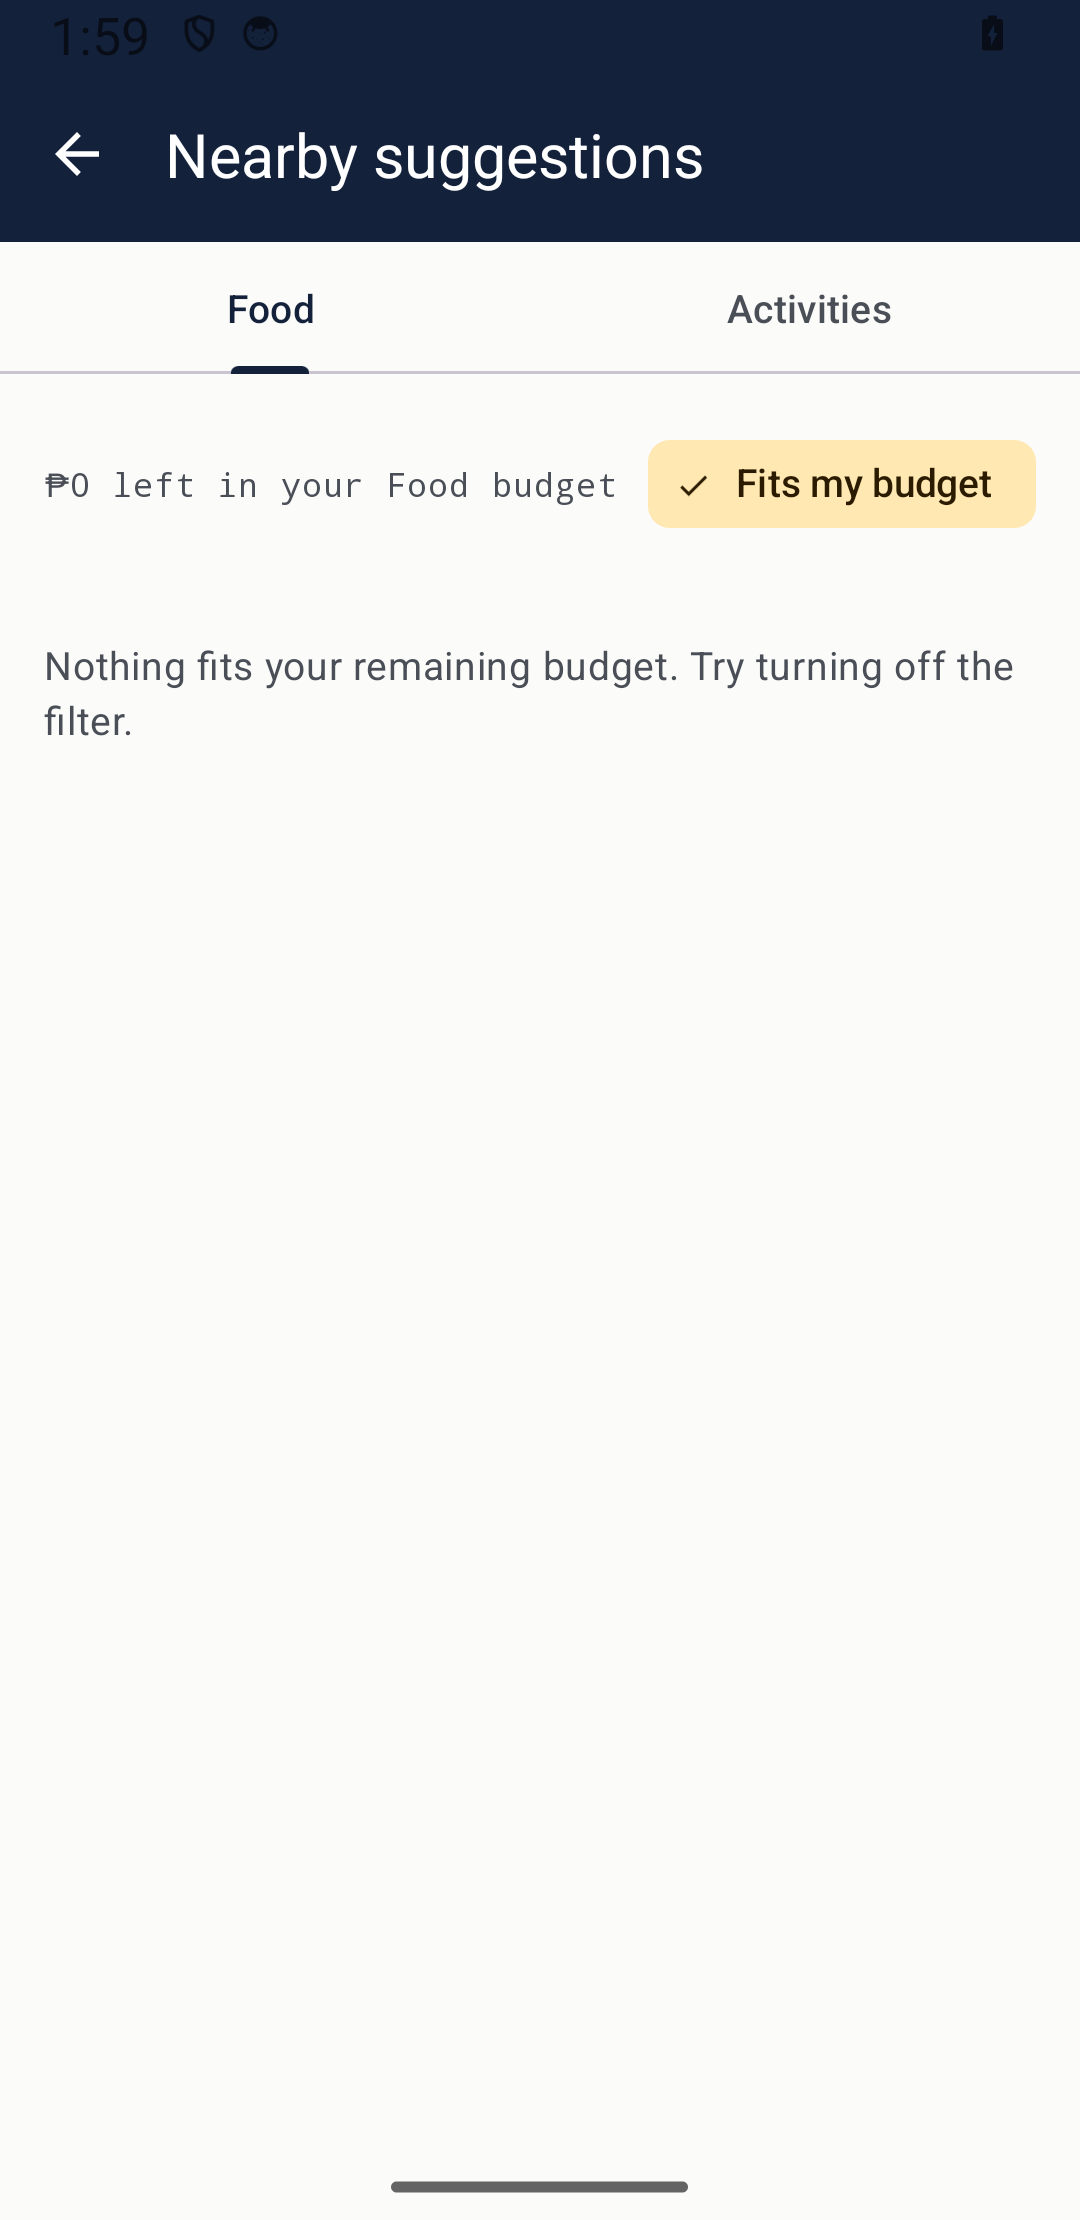 1:59
Nearby suggestions
Food
Activities
₱0 left in your Food budget
Fits my budget
Nothing fits your remaining budget. Try turning off the
filter.